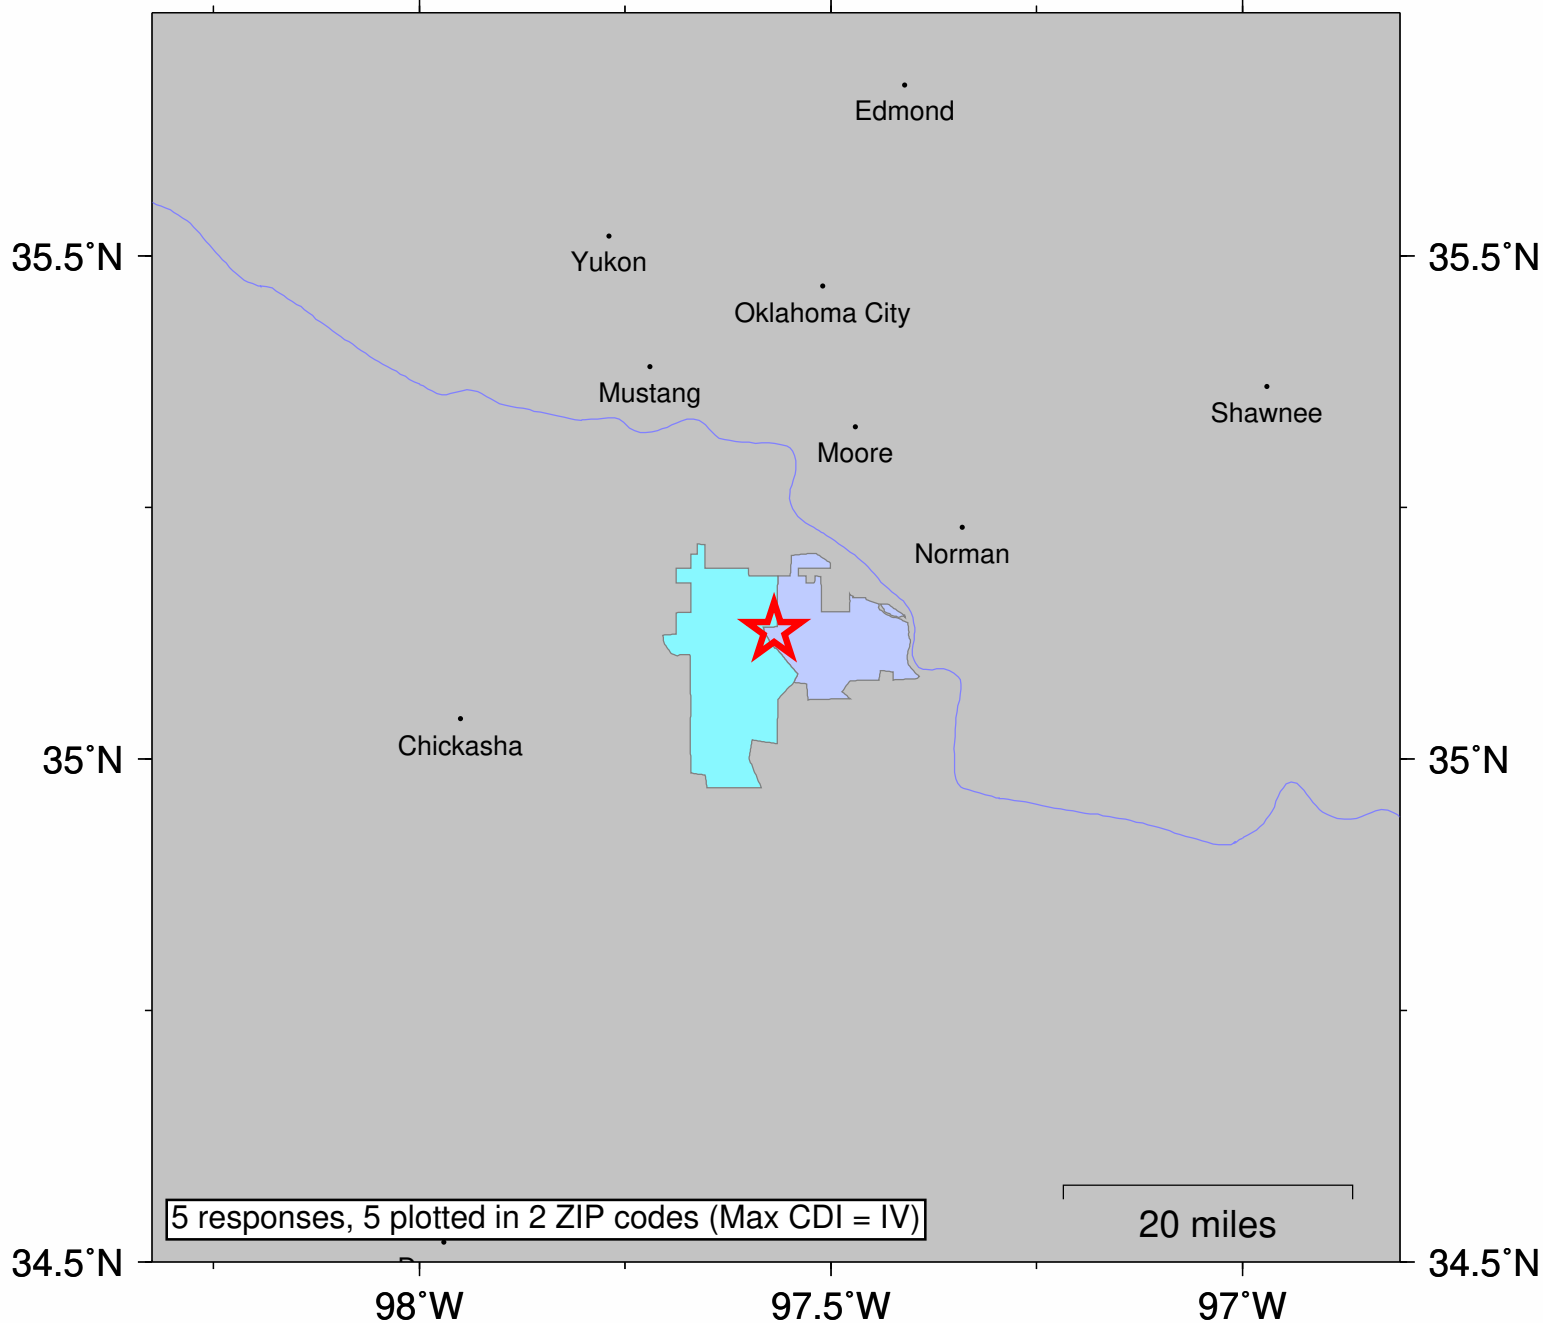 Edmond
35.5°N
35.5°N
Yukon
Oklahoma City
Mustang
Shawnee
Moore
Norman
Chickasha
35°N
35°N
5 responses, 5 plotted in 2 ZIP codes (Max CDI = IV)
20 miles
34.5°N
34.5°N
98°W
97.5°W
97°W